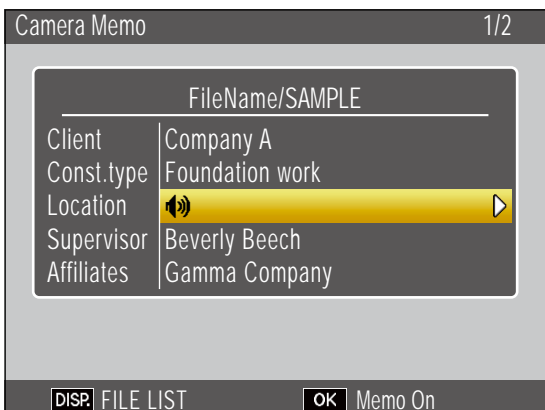 Camera Memo 1/2
FileName/SAMPLE
Client Company A
Const.type Foundation work
Location
Supervisor Beverly Beech
Affiliates Gamma Company
DISP. FILE LIST OK Memo On